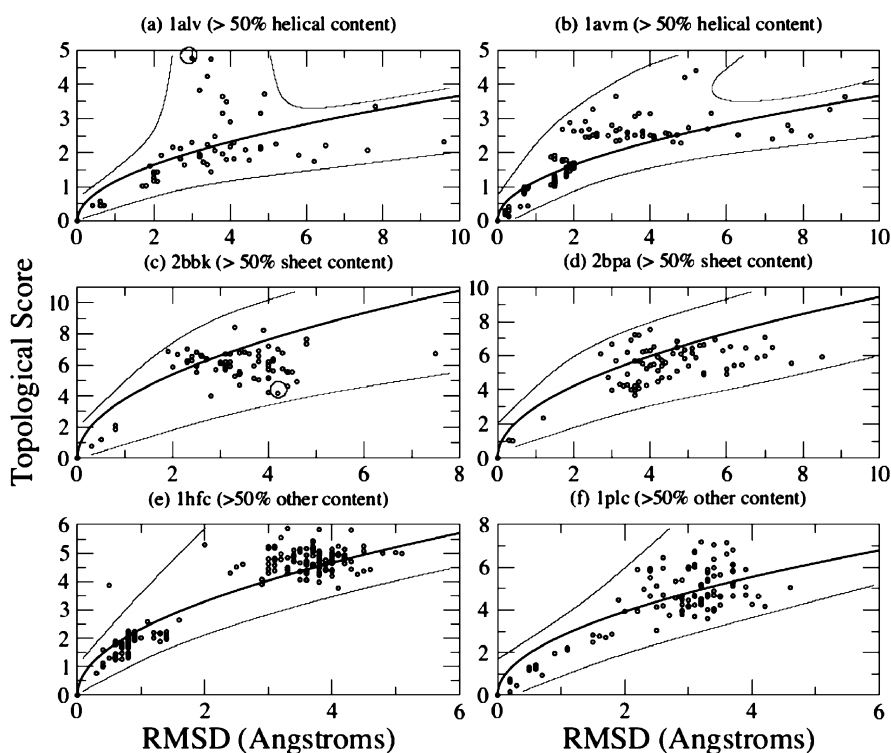 (a) 1alv (> 50% helical content)
(b) 1avm (> 50% helical content)
5
4
3
2
1
0
0 2 4 6 8 10
5
4
3
2
1
0
0 2 4 6 8 10
(c) 2bbk (> 50% sheet content)
(d) 2bpa (> 50% sheet content)
10
8
6
4
2
0
0 2 4 6 8
10
8
6
4
2
0
0 2 4 6 8 10
(e) 1hfc (>50% other content)
(f) 1plc (>50% other content)
6
5
4
3
2
1
0
0 2 4 6
8
6
4
2
0
0 2 4 6
Topological Score
RMSD (Angstroms)
RMSD (Angstroms)